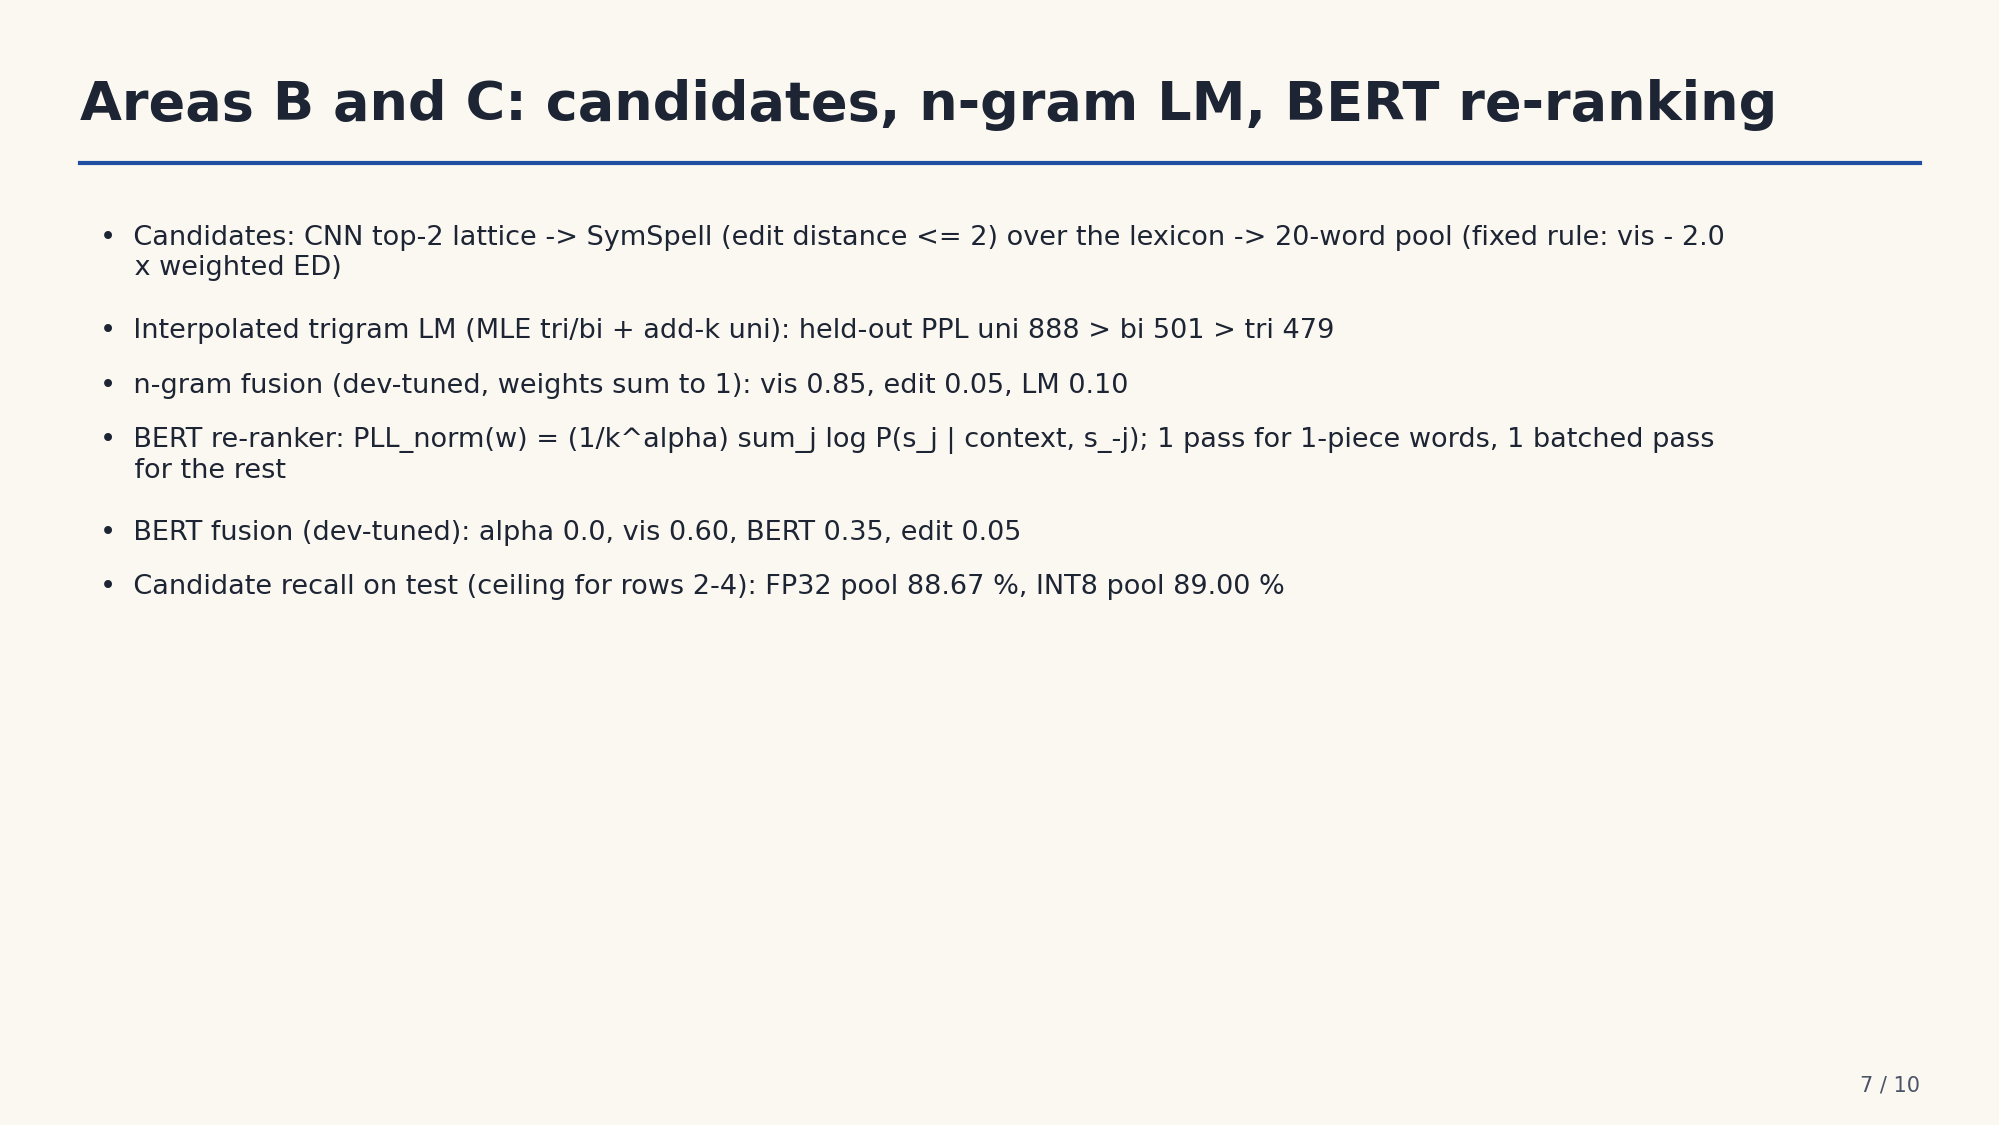 Areas B and C: candidates, n-gram LM, BERT re-ranking
• Candidates: CNN top-2 lattice -> SymSpell (edit distance <= 2) over the lexicon -> 20-word pool (fixed rule: vis - 2.0
x weighted ED)
• Interpolated trigram LM (MLE tri/bi + add-k uni): held-out PPL uni 888 > bi 501 > tri 479
• n-gram fusion (dev-tuned, weights sum to 1): vis 0.85, edit 0.05, LM 0.10
• BERT re-ranker: PLL_norm(w) = (1/k^alpha) sum_j log P(s_j | context, s_-j); 1 pass for 1-piece words, 1 batched pass
for the rest
• BERT fusion (dev-tuned): alpha 0.0, vis 0.60, BERT 0.35, edit 0.05
• Candidate recall on test (ceiling for rows 2-4): FP32 pool 88.67 %, INT8 pool 89.00 %
7 / 10